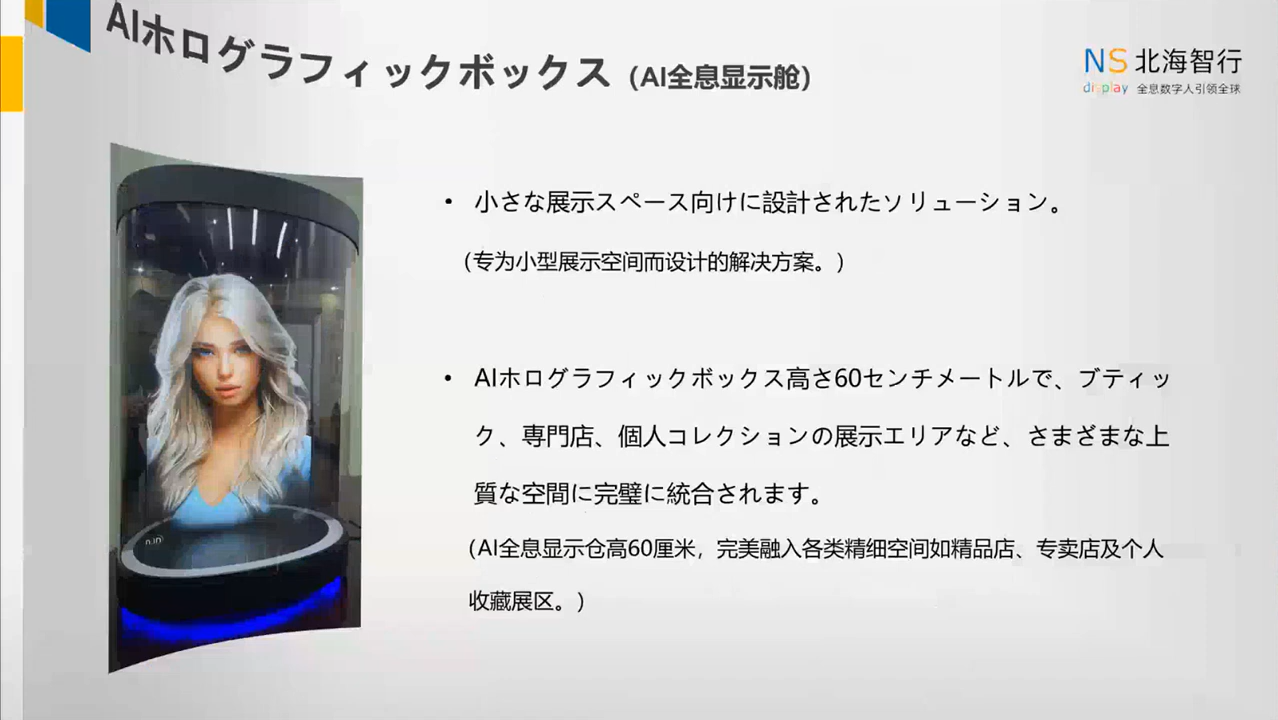 AIホログラフィックボックス（AI全息显示舱）
NS 北海智行
display 全息数字人引领全球
• 小さな展示スペース向けに設計されたソリューション。
（专为小型展示空间而设计的解决方案。）
• AIホログラフィックボックス高さ60センチメートルで、ブティッ
ク、専門店、個人コレクションの展示エリアなど、さまざまな上
質な空間に完璧に統合されます。
（AI全息显示仓高60厘米，完美融入各类精细空间如精品店、专卖店及个人
收藏展区。）